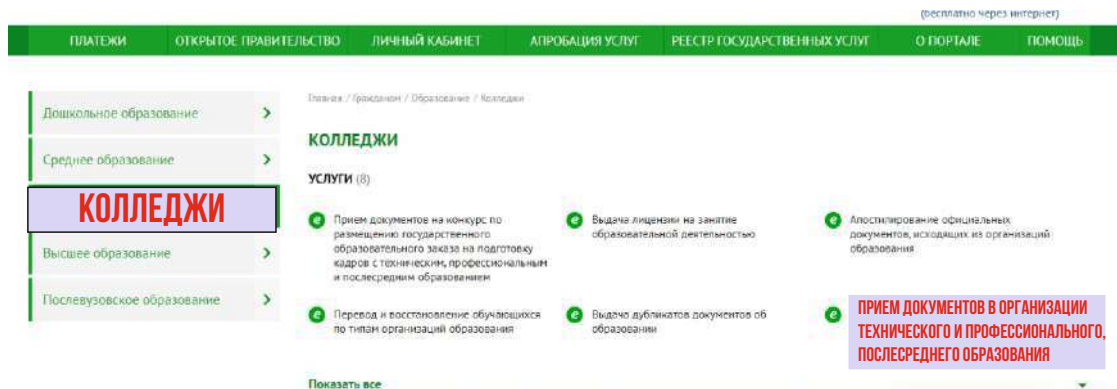 (бесплатно через интернет)
ПЛАТЕЖИ ОТКРЫТОЕ ПРАВИТЕЛЬСТВО ЛИЧНЫЙ КАБИНЕТ АПРОБАЦИЯ УСЛУГ РЕЕСТР ГОСУДАРСТВЕННЫХ УСЛУГ О ПОРТАЛЕ ПОМОЩЬ
Главная / Гражданам / Образование / Колледжи
Дошкольное образование
Среднее образование
КОЛЛЕДЖИ
Высшее образование
Послевузовское образование
КОЛЛЕДЖИ
УСЛУГИ (8)
Прием документов на конкурс по
размещению государственного
образовательного заказа на подготовку
кадров с техническим, профессиональным
и послесредним образованием
Выдача лицензии на занятие
образовательной деятельностью
Апостилирование официальных
документов, исходящих из организаций
образования
Перевод и восстановление обучающихся
по типам организаций образования
Выдача дубликатов документов об
образовании
ПРИЕМ ДОКУМЕНТОВ В ОРГАНИЗАЦИИ
ТЕХНИЧЕСКОГО И ПРОФЕССИОНАЛЬНОГО,
ПОСЛЕСРЕДНЕГО ОБРАЗОВАНИЯ
Показать все